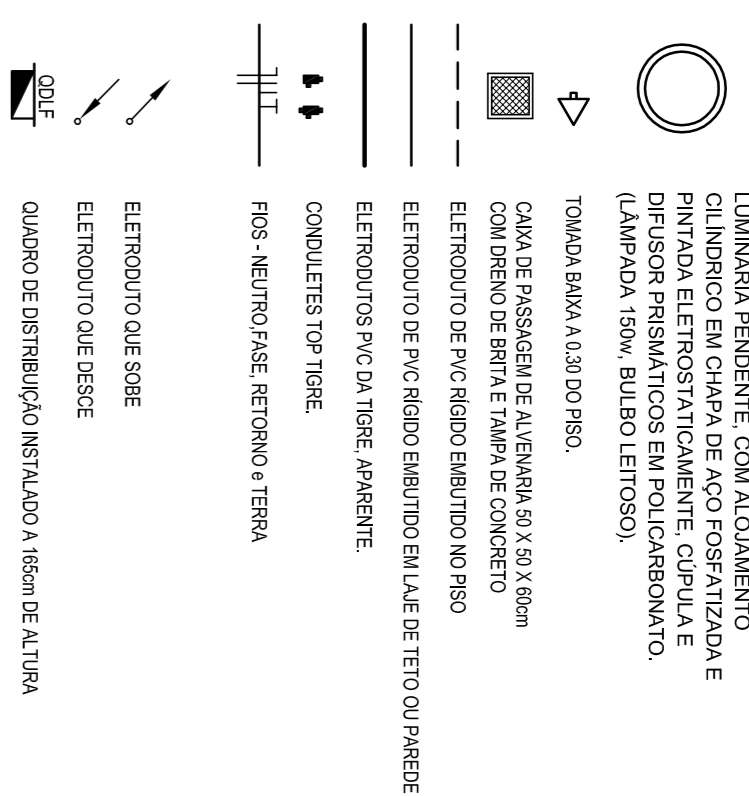 LUMINÁRIA PENDENTE, COM ALOJAMENTO
CILÍNDRICO EM CHAPA DE AÇO FOSFATIZADA E
PINTADA ELETROSTATICAMENTE, CÚPULA E
DIFUSOR PRISMÁTICOS EM POLICARBONATO.
(LÂMPADA 150w, BULBO LEITOSO).
TOMADA BAIXA A 0.30 DO PISO.
CAIXA DE PASSAGEM DE ALVENARIA 50 X 50 X 60cm
COM DRENO DE BRITA E TAMPA DE CONCRETO
ELETRODUTO DE PVC RÍGIDO EMBUTIDO NO PISO
ELETRODUTO DE PVC RÍGIDO EMBUTIDO EM LAJE DE TETO OU PAREDE
ELETRODUTOS PVC DA TIGRE, APARENTE.
CONDULETES TOP TIGRE.
FIOS - NEUTRO,FASE, RETORNO e TERRA
ELETRODUTO QUE SOBE
ELETRODUTO QUE DESCE
QDLF
QUADRO DE DISTRIBUIÇÃO INSTALADO A 165cm DE ALTURA